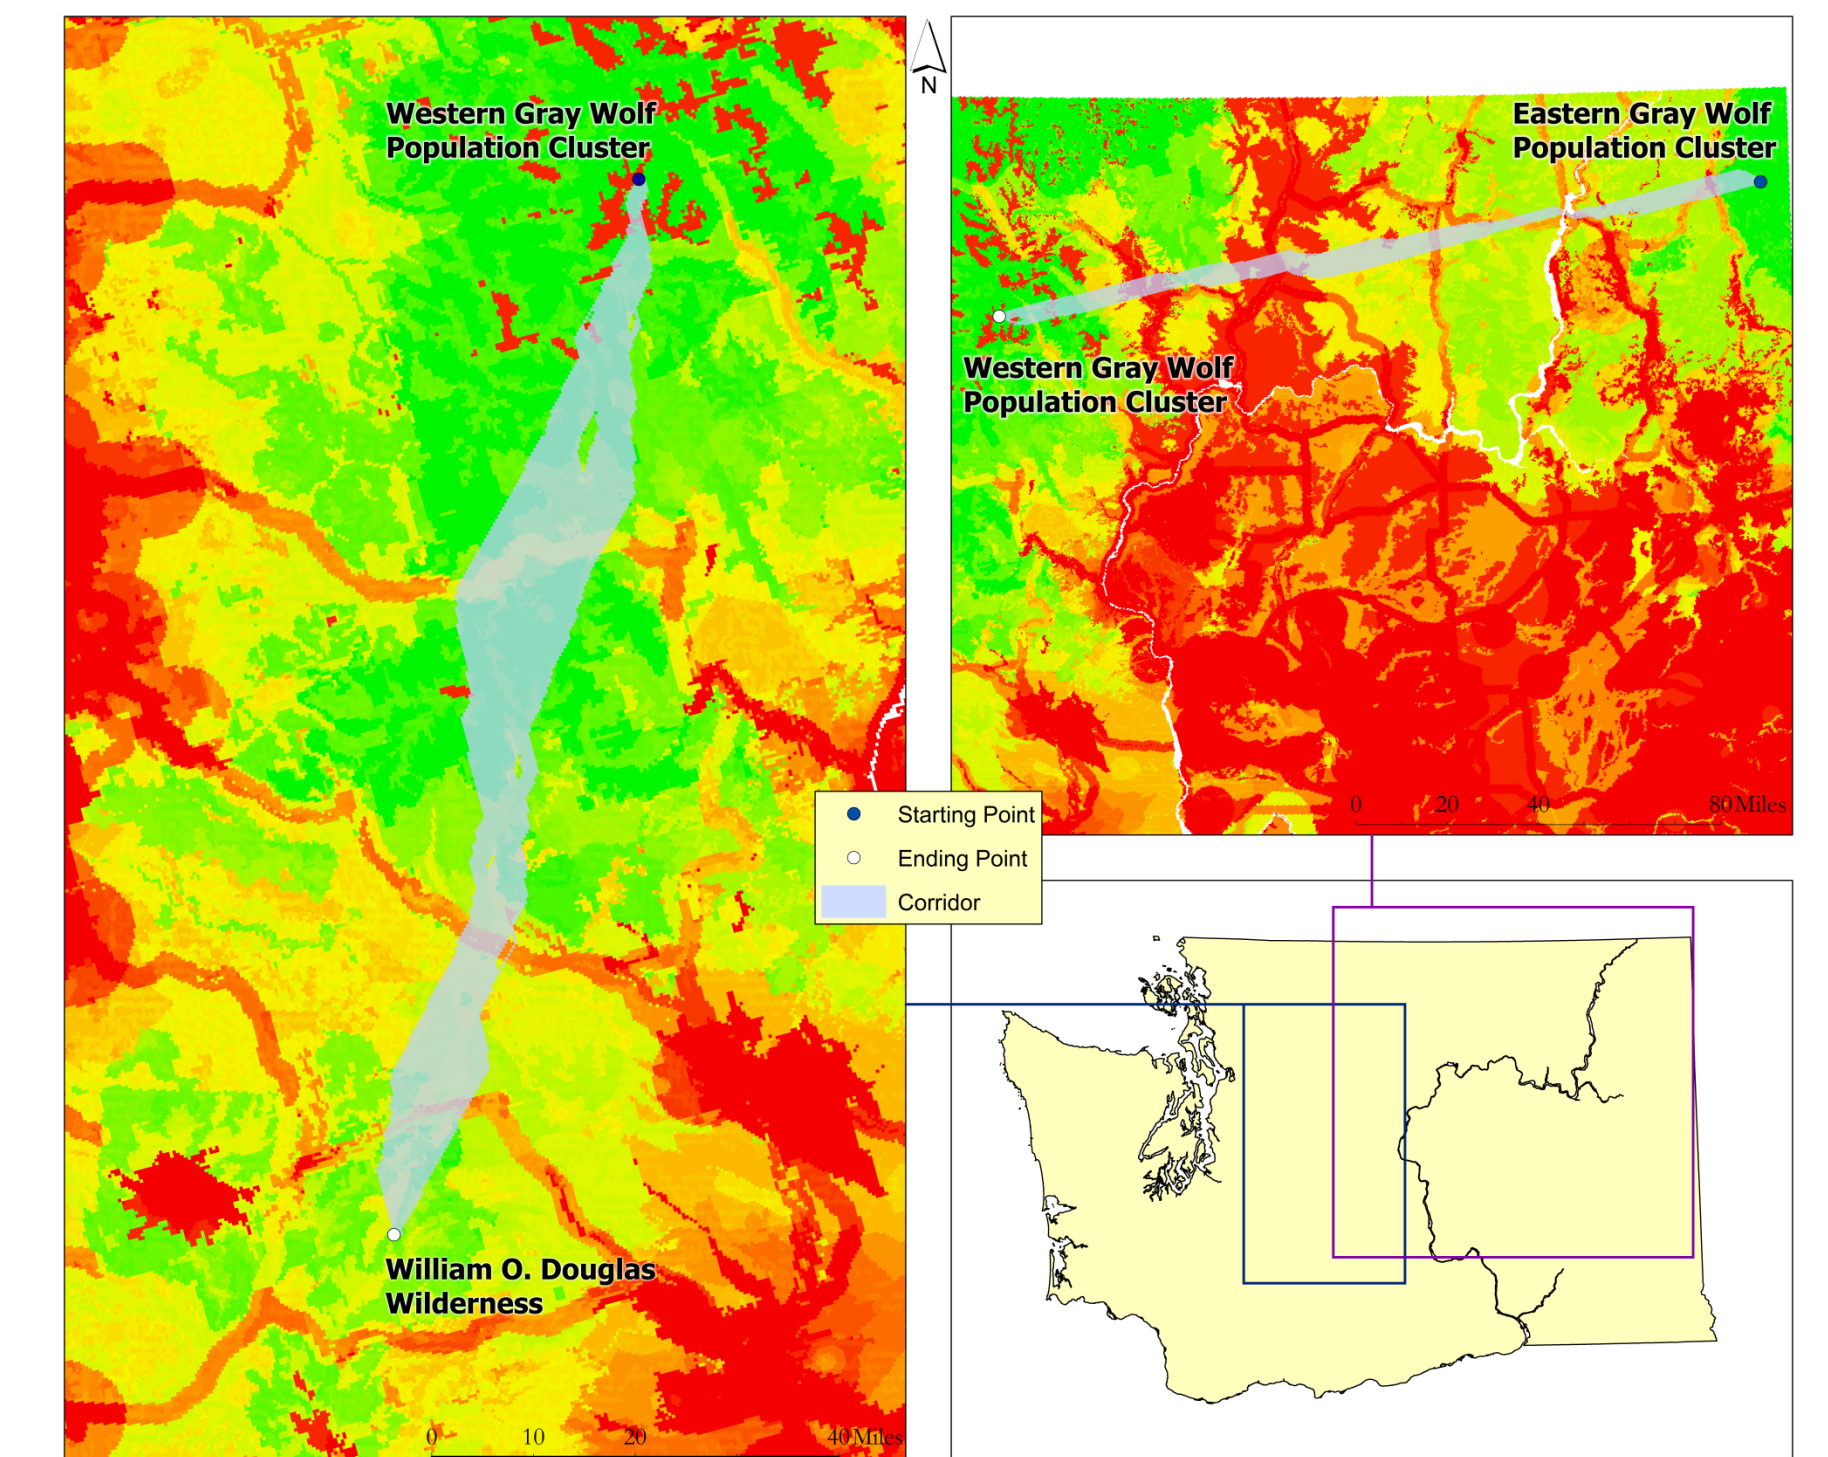 Western Gray Wolf
Population Cluster
William O. Douglas
Wilderness
0 10 20 40 Miles
N
Eastern Gray Wolf
Population Cluster
Western Gray Wolf
Population Cluster
0 20 40 80 Miles
Starting Point
Ending Point
Corridor